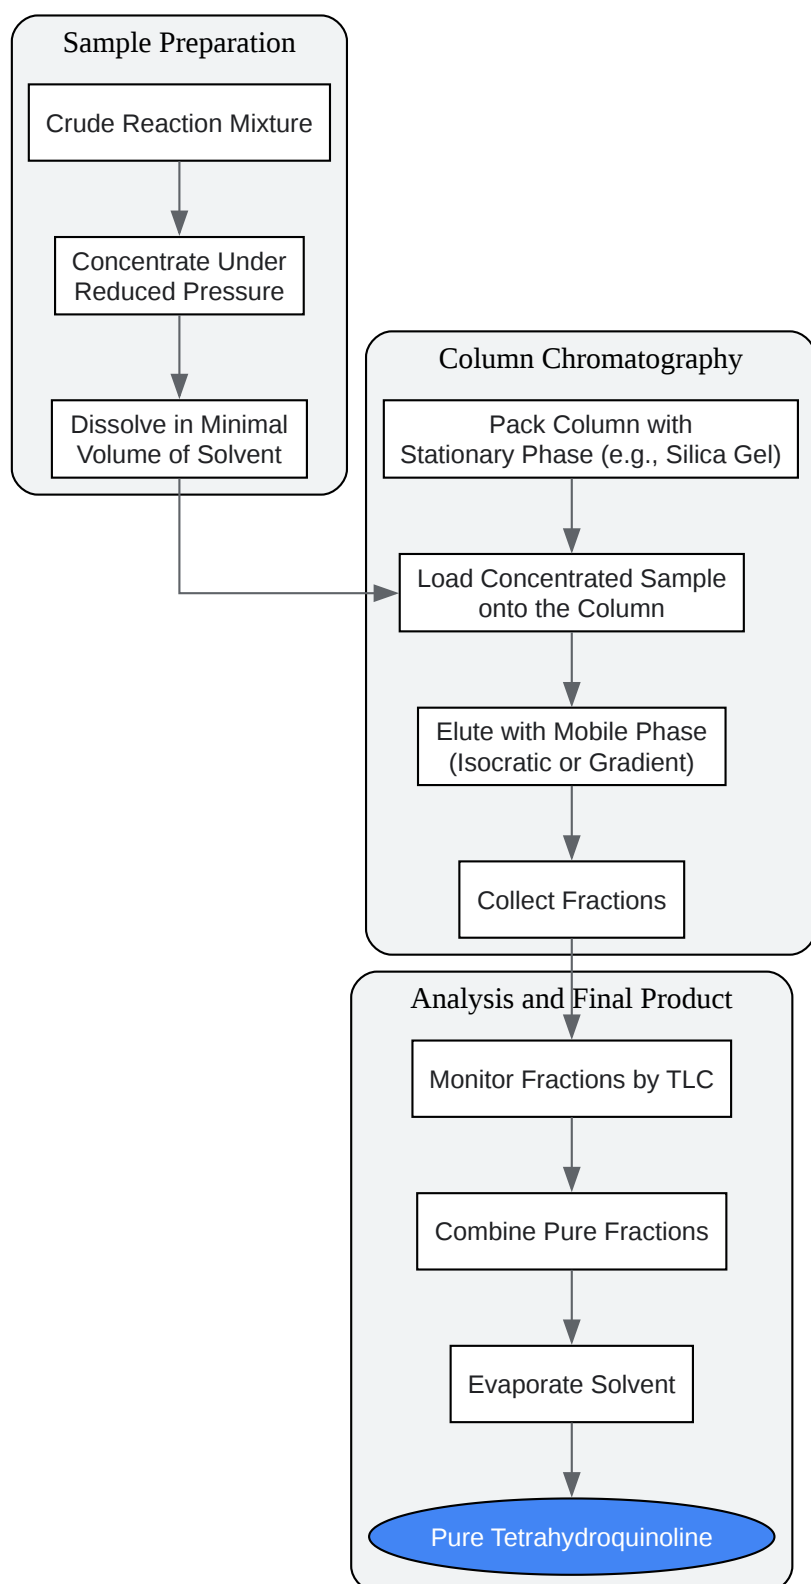 Sample Preparation
Crude Reaction Mixture
Concentrate Under
Reduced Pressure
Dissolve in Minimal
Volume of Solvent
Column Chromatography
Pack Column with
Stationary Phase (e.g., Silica Gel)
Load Concentrated Sample
onto the Column
Elute with Mobile Phase
(Isocratic or Gradient)
Collect Fractions
Analysis and Final Product
Monitor Fractions by TLC
Combine Pure Fractions
Evaporate Solvent
Pure Tetrahydroquinoline